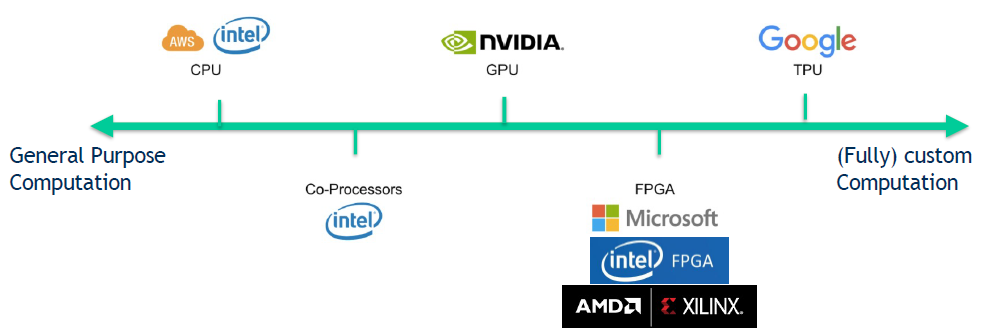 AWS intel NVIDIA. Google
CPU GPU TPU
General Purpose
Computation
(Fully) custom
Computation
Co-Processors
intel
FPGA
Microsoft
intel FPGA
AMD XILINX.